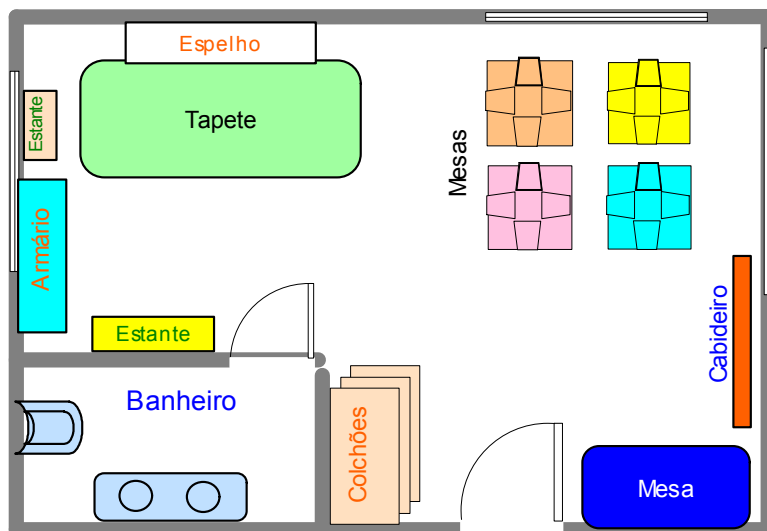 Espelho
Tapete
Estante
Mesas
Armário
Estante
Cabideiro
Banheiro
Colchões
Mesa